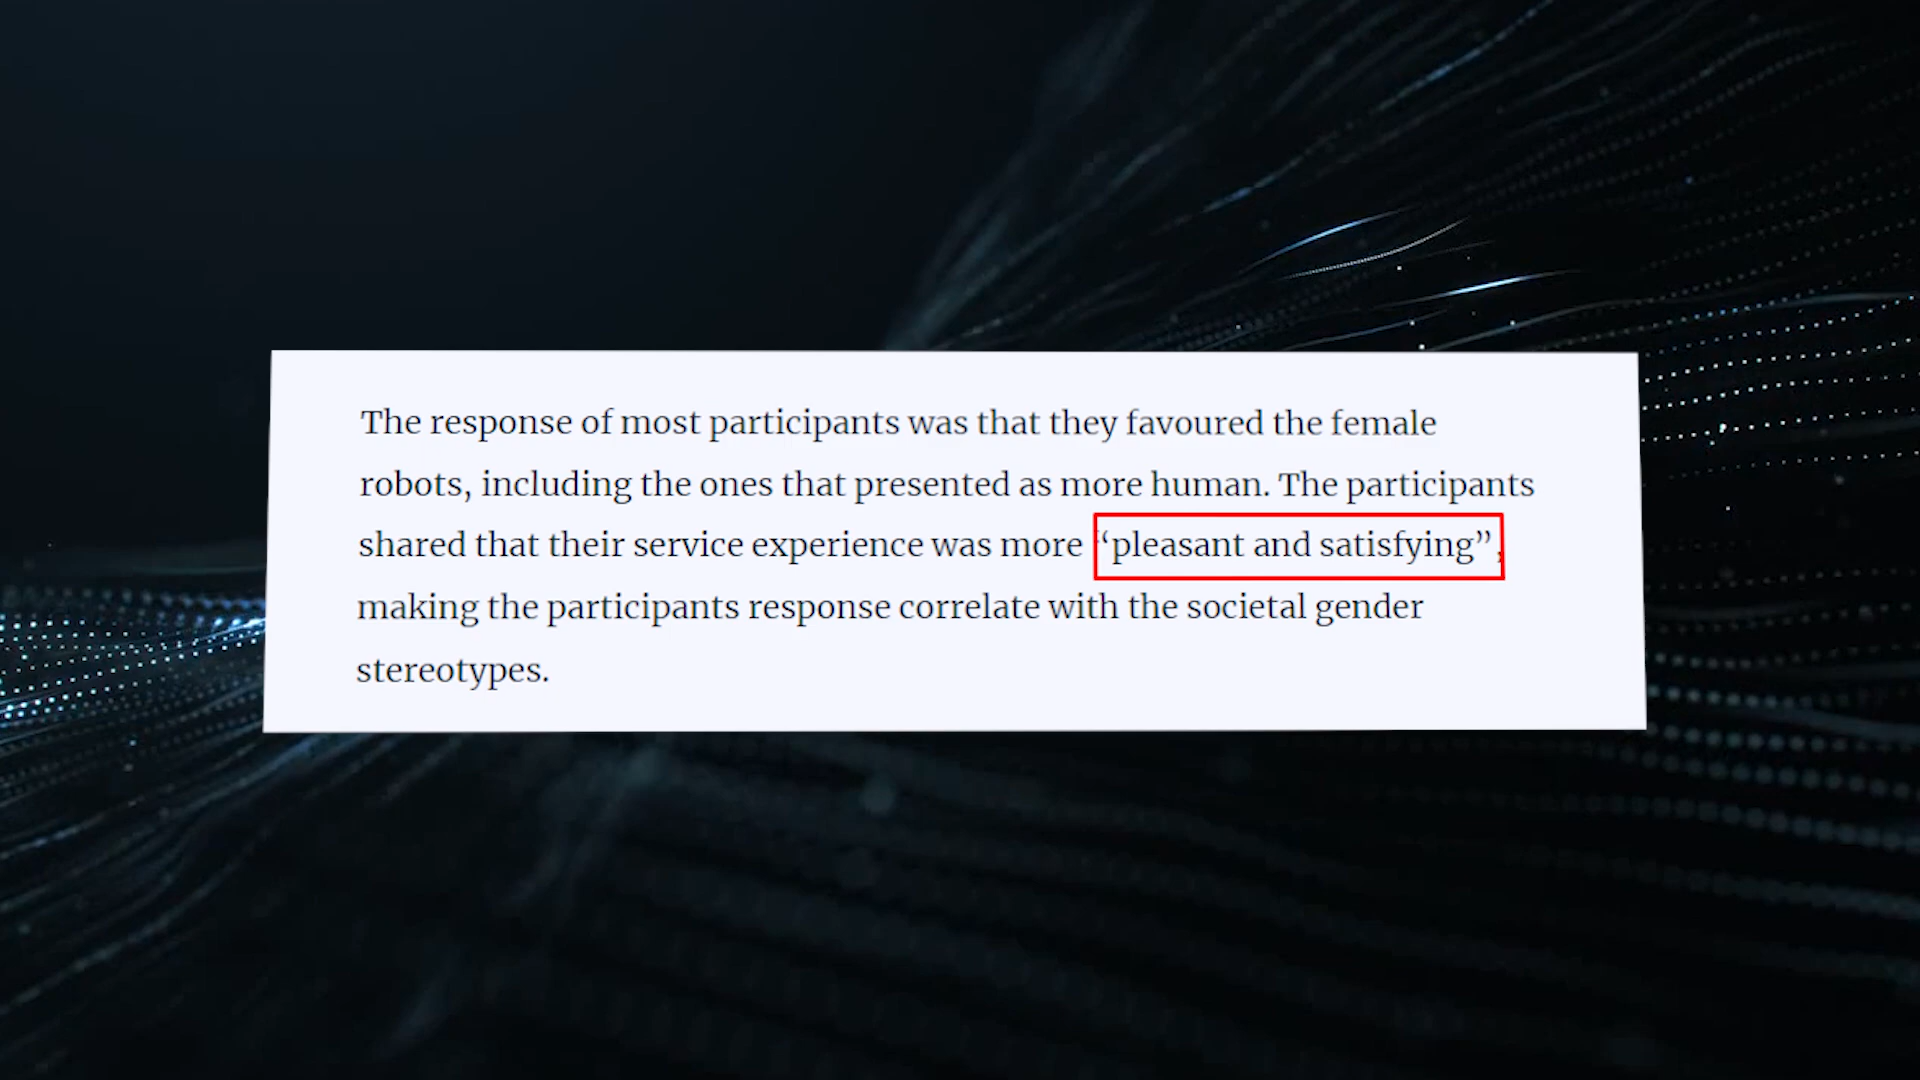 The response of most participants was that they favoured the female
robots, including the ones that presented as more human. The participants
shared that their service experience was more “pleasant and satisfying”,
making the participants response correlate with the societal gender
stereotypes.